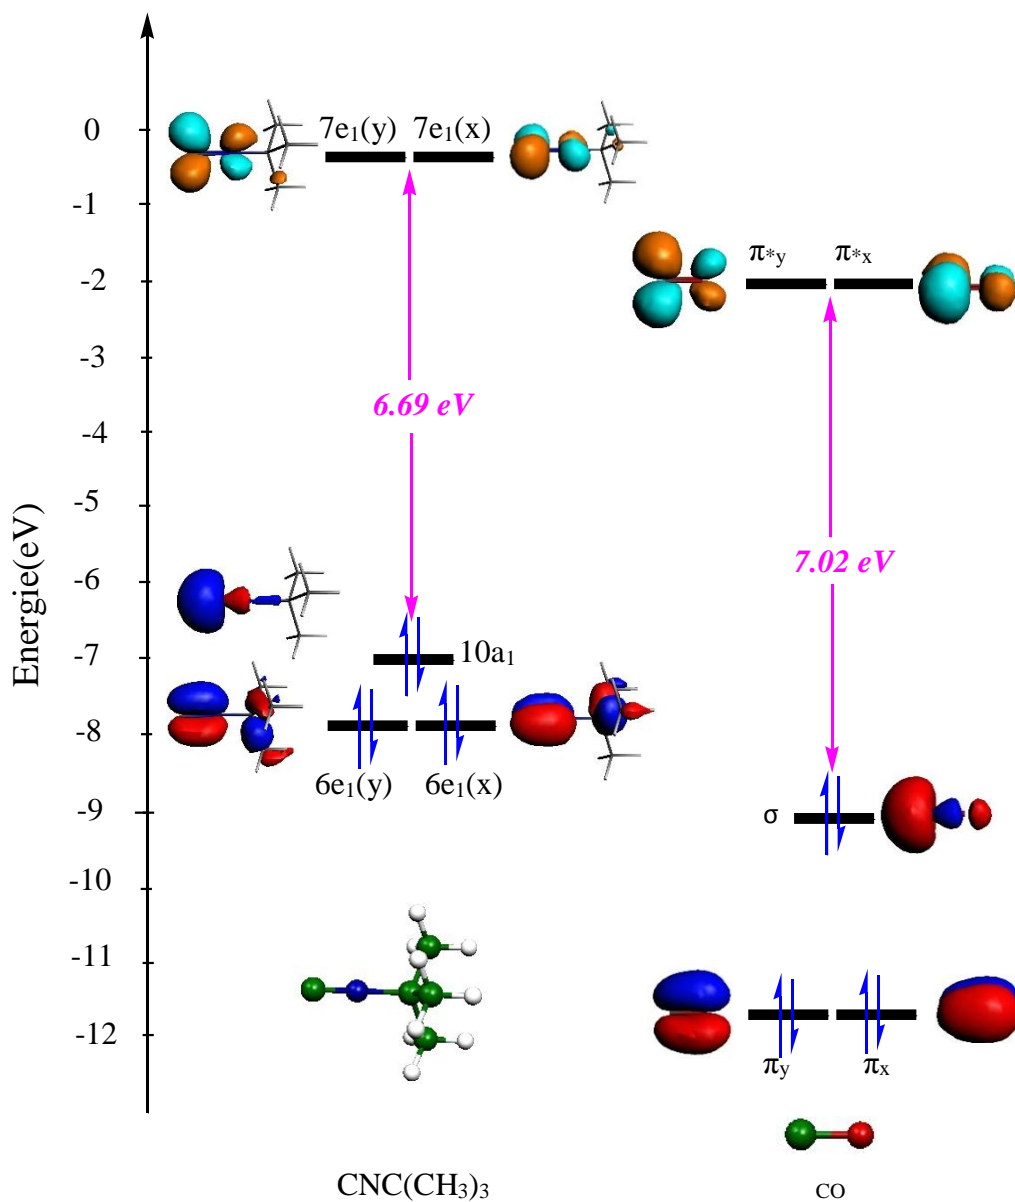 0
7e₁(y) 7e₁(x)
-1
π*y π*x
-2
-3
6.69 eV
-4
-5
7.02 eV
-6
Energie(eV)
-7
10a₁
-8
6e₁(y) 6e₁(x)
-9
σ
-10
-11
-12
πy πx
CNC(CH₃)₃
CO